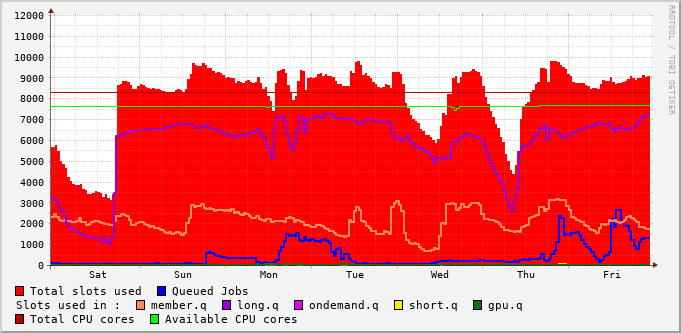 12000
11000
10000
9000
8000
7000
6000
5000
4000
3000
2000
1000
0
Sat Sun Mon Tue Wed Thu Fri
RRDTOOL / TOBI OETIKER
Total slots used Queued Jobs
Slots used in : member.q long.q ondemand.q short.q gpu.q
Total CPU cores Available CPU cores